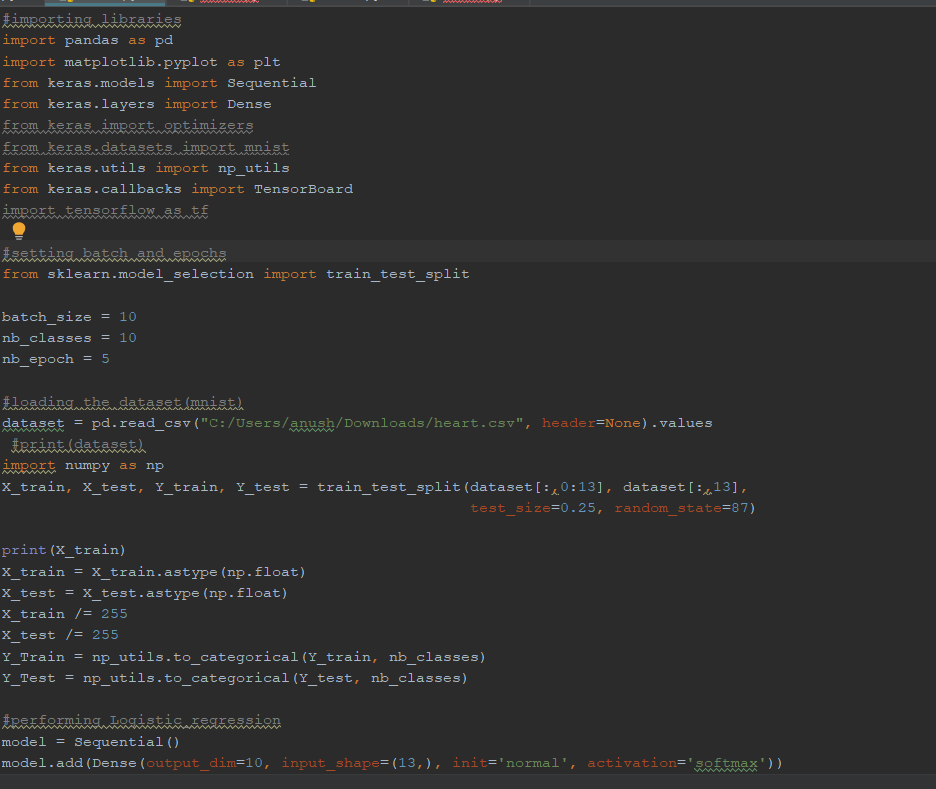 #importing libraries
import pandas as pd
import matplotlib.pyplot as plt
from keras.models import Sequential
from keras.layers import Dense
from keras import optimizers
from keras.datasets import mnist
from keras.utils import np_utils
from keras.callbacks import TensorBoard
import tensorflow as tf
#setting batch and epochs
from sklearn.model_selection import train_test_split
batch_size = 10
nb_classes = 10
nb_epoch = 5
#loading the dataset(mnist)
dataset = pd.read_csv("C:/Users/anush/Downloads/heart.csv", header=None).values
#print(dataset)
import numpy as np
X_train, X_test, Y_train, Y_test = train_test_split(dataset[:,0:13], dataset[:,13],
test_size=0.25, random_state=87)
print(X_train)
X_train = X_train.astype(np.float)
X_test = X_test.astype(np.float)
X_train /= 255
X_test /= 255
Y_Train = np_utils.to_categorical(Y_train, nb_classes)
Y_Test = np_utils.to_categorical(Y_test, nb_classes)
#performing Logistic regression
model = Sequential()
model.add(Dense(output_dim=10, input_shape=(13,), init='normal', activation='softmax'))